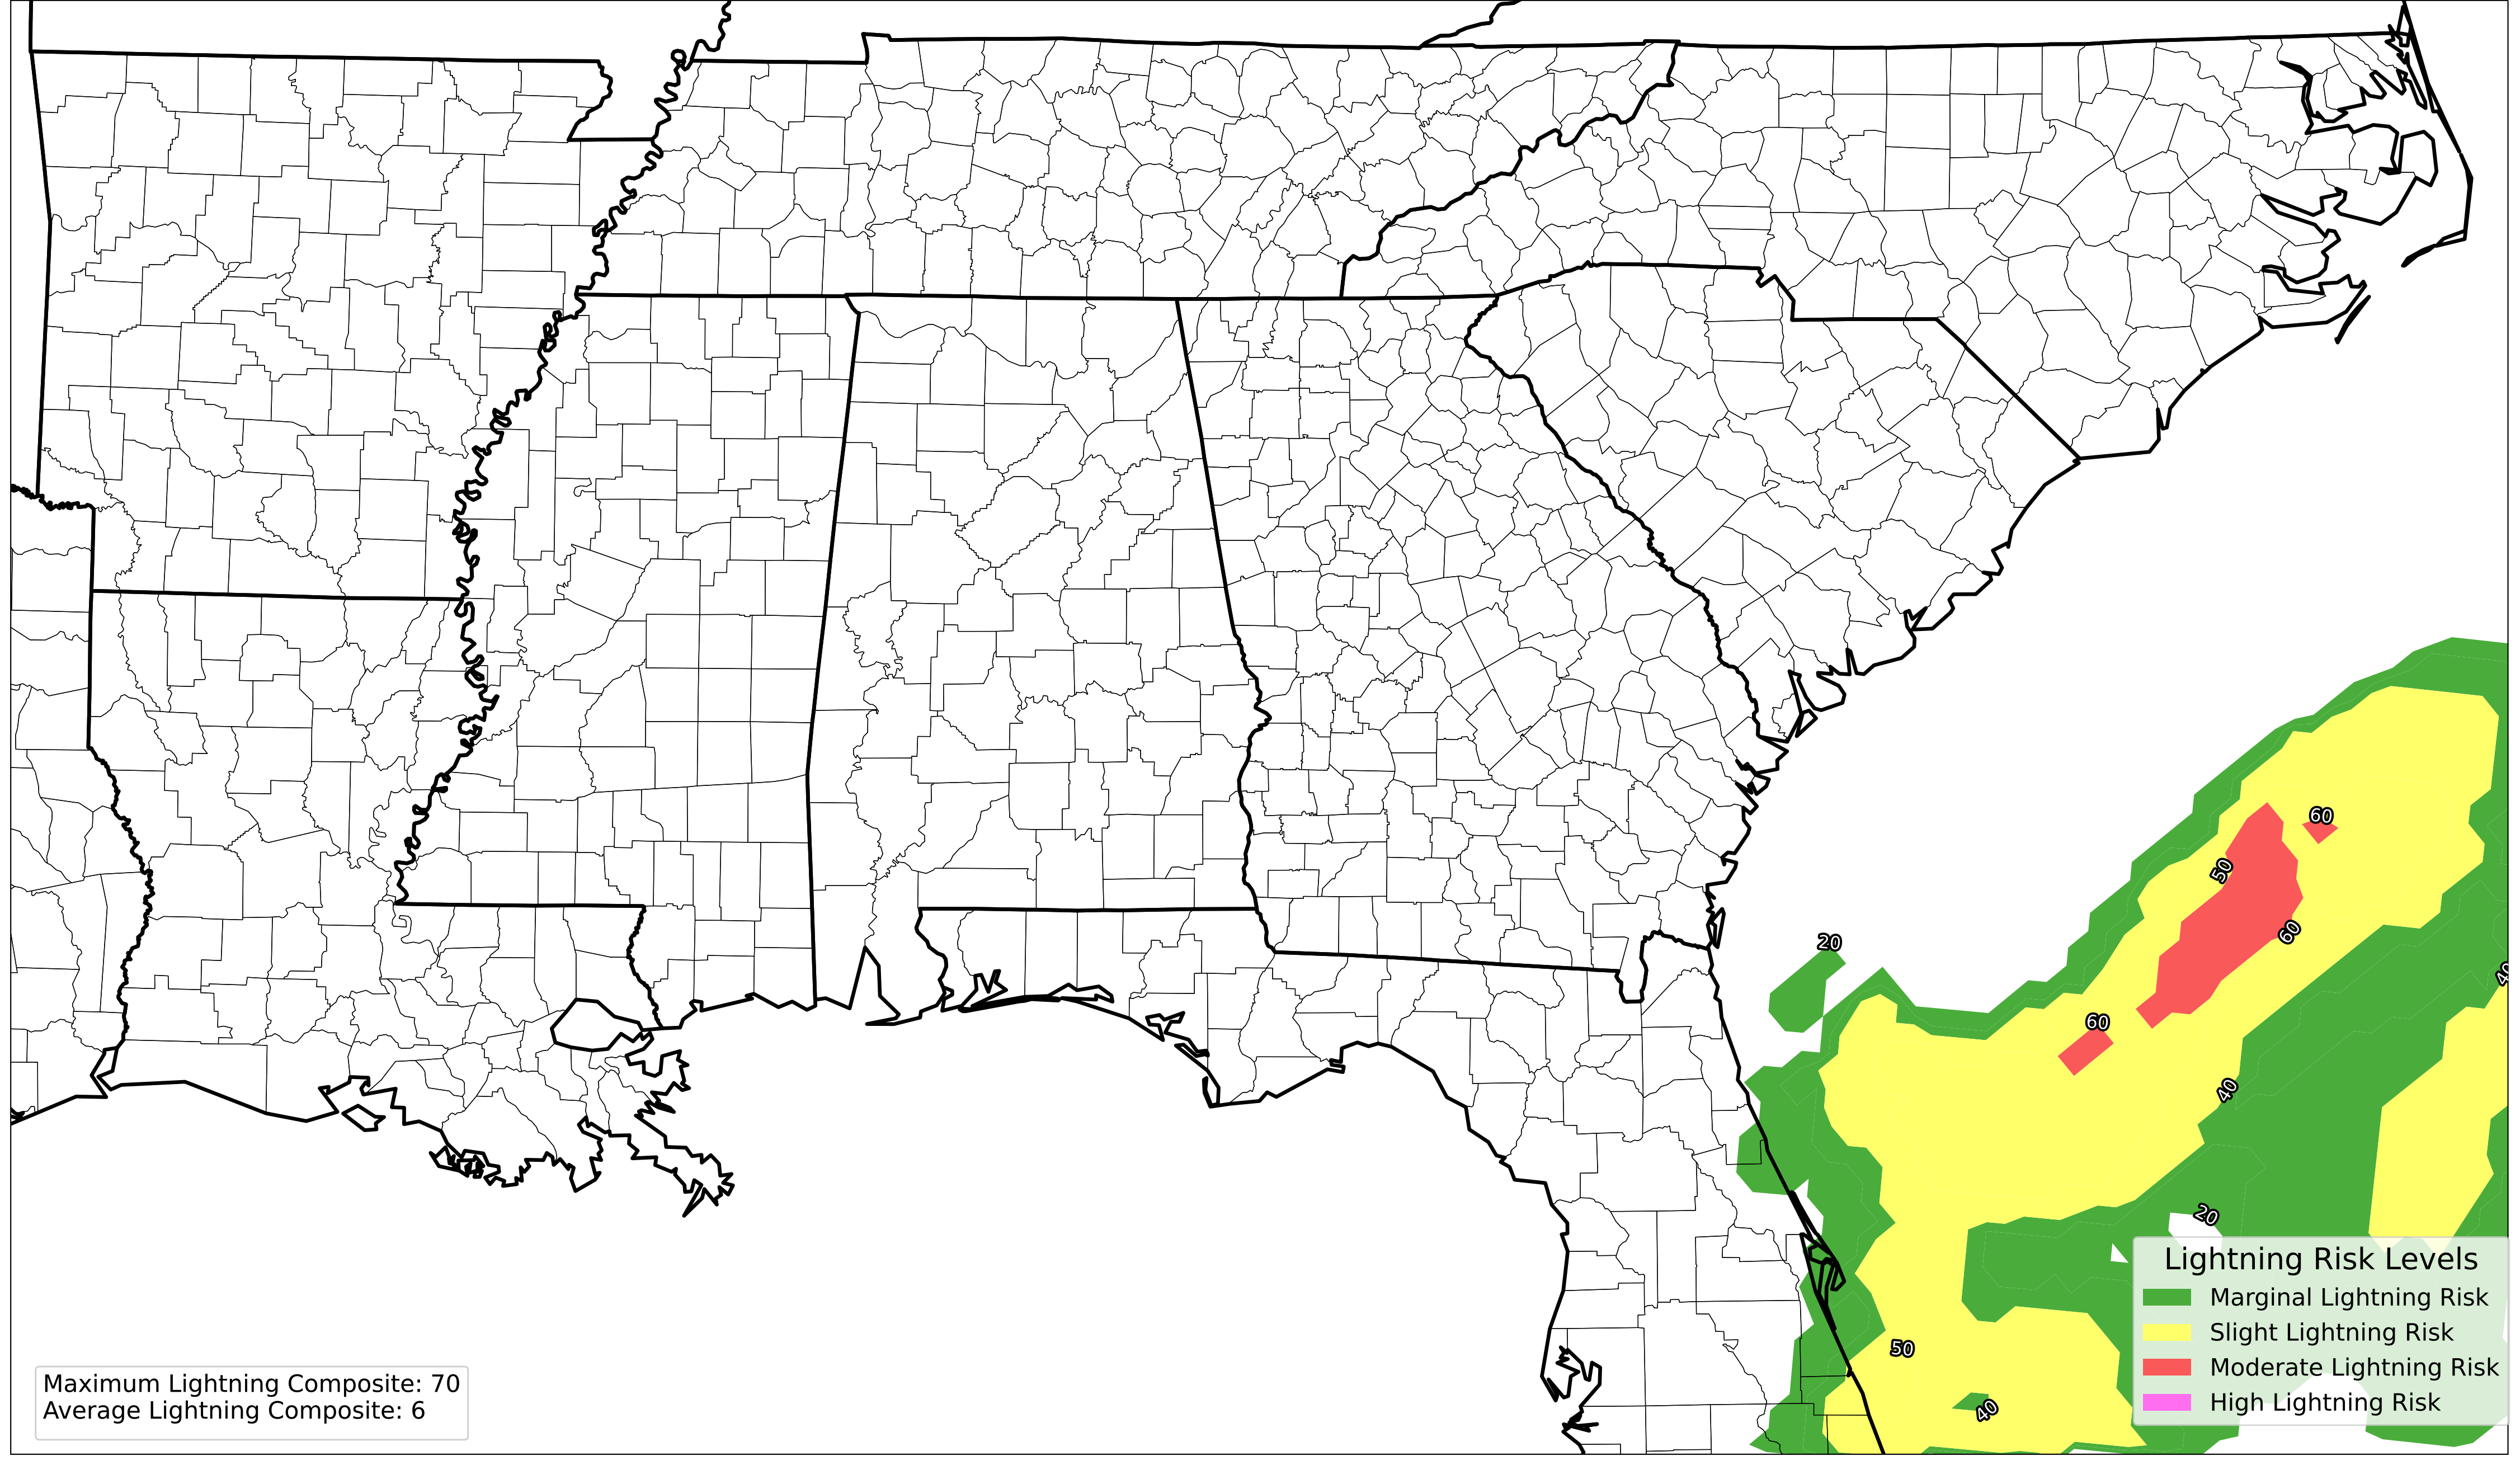 60
50
60
20
40
60
40
20
Lightning Risk Levels
Marginal Lightning Risk
Slight Lightning Risk
Moderate Lightning Risk
High Lightning Risk
50
40
Maximum Lightning Composite: 70
Average Lightning Composite: 6